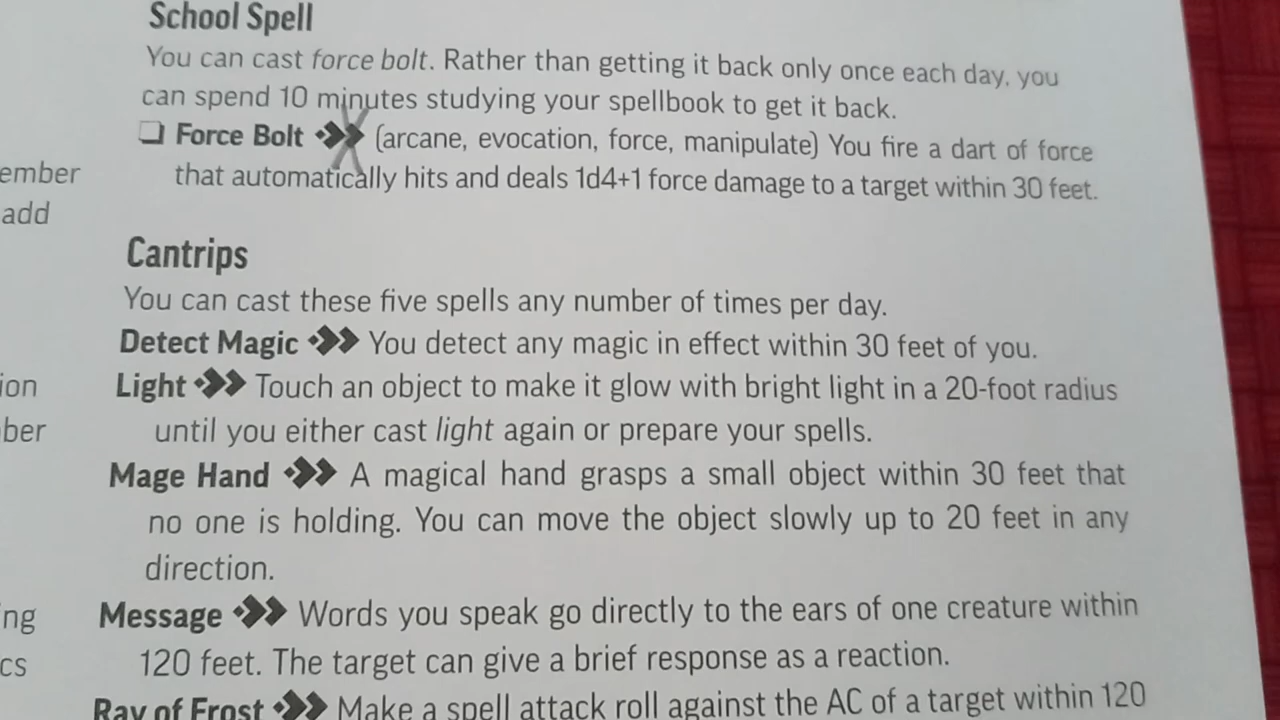 School Spell
You can cast force bolt. Rather than getting it back only once each day, you
can spend 10 minutes studying your spellbook to get it back.
❏ Force Bolt (arcane, evocation, force, manipulate) You fire a dart of force
that automatically hits and deals 1d4+1 force damage to a target within 30 feet.
ember
add
Cantrips
You can cast these five spells any number of times per day.
Detect Magic You detect any magic in effect within 30 feet of you.
Light Touch an object to make it glow with bright light in a 20-foot radius
until you either cast light again or prepare your spells.
ion
ber
Mage Hand A magical hand grasps a small object within 30 feet that
no one is holding. You can move the object slowly up to 20 feet in any
direction.
Message Words you speak go directly to the ears of one creature within
120 feet. The target can give a brief response as a reaction.
ng
cs
Ray of Frost Make a spell attack roll against the AC of a target within 120